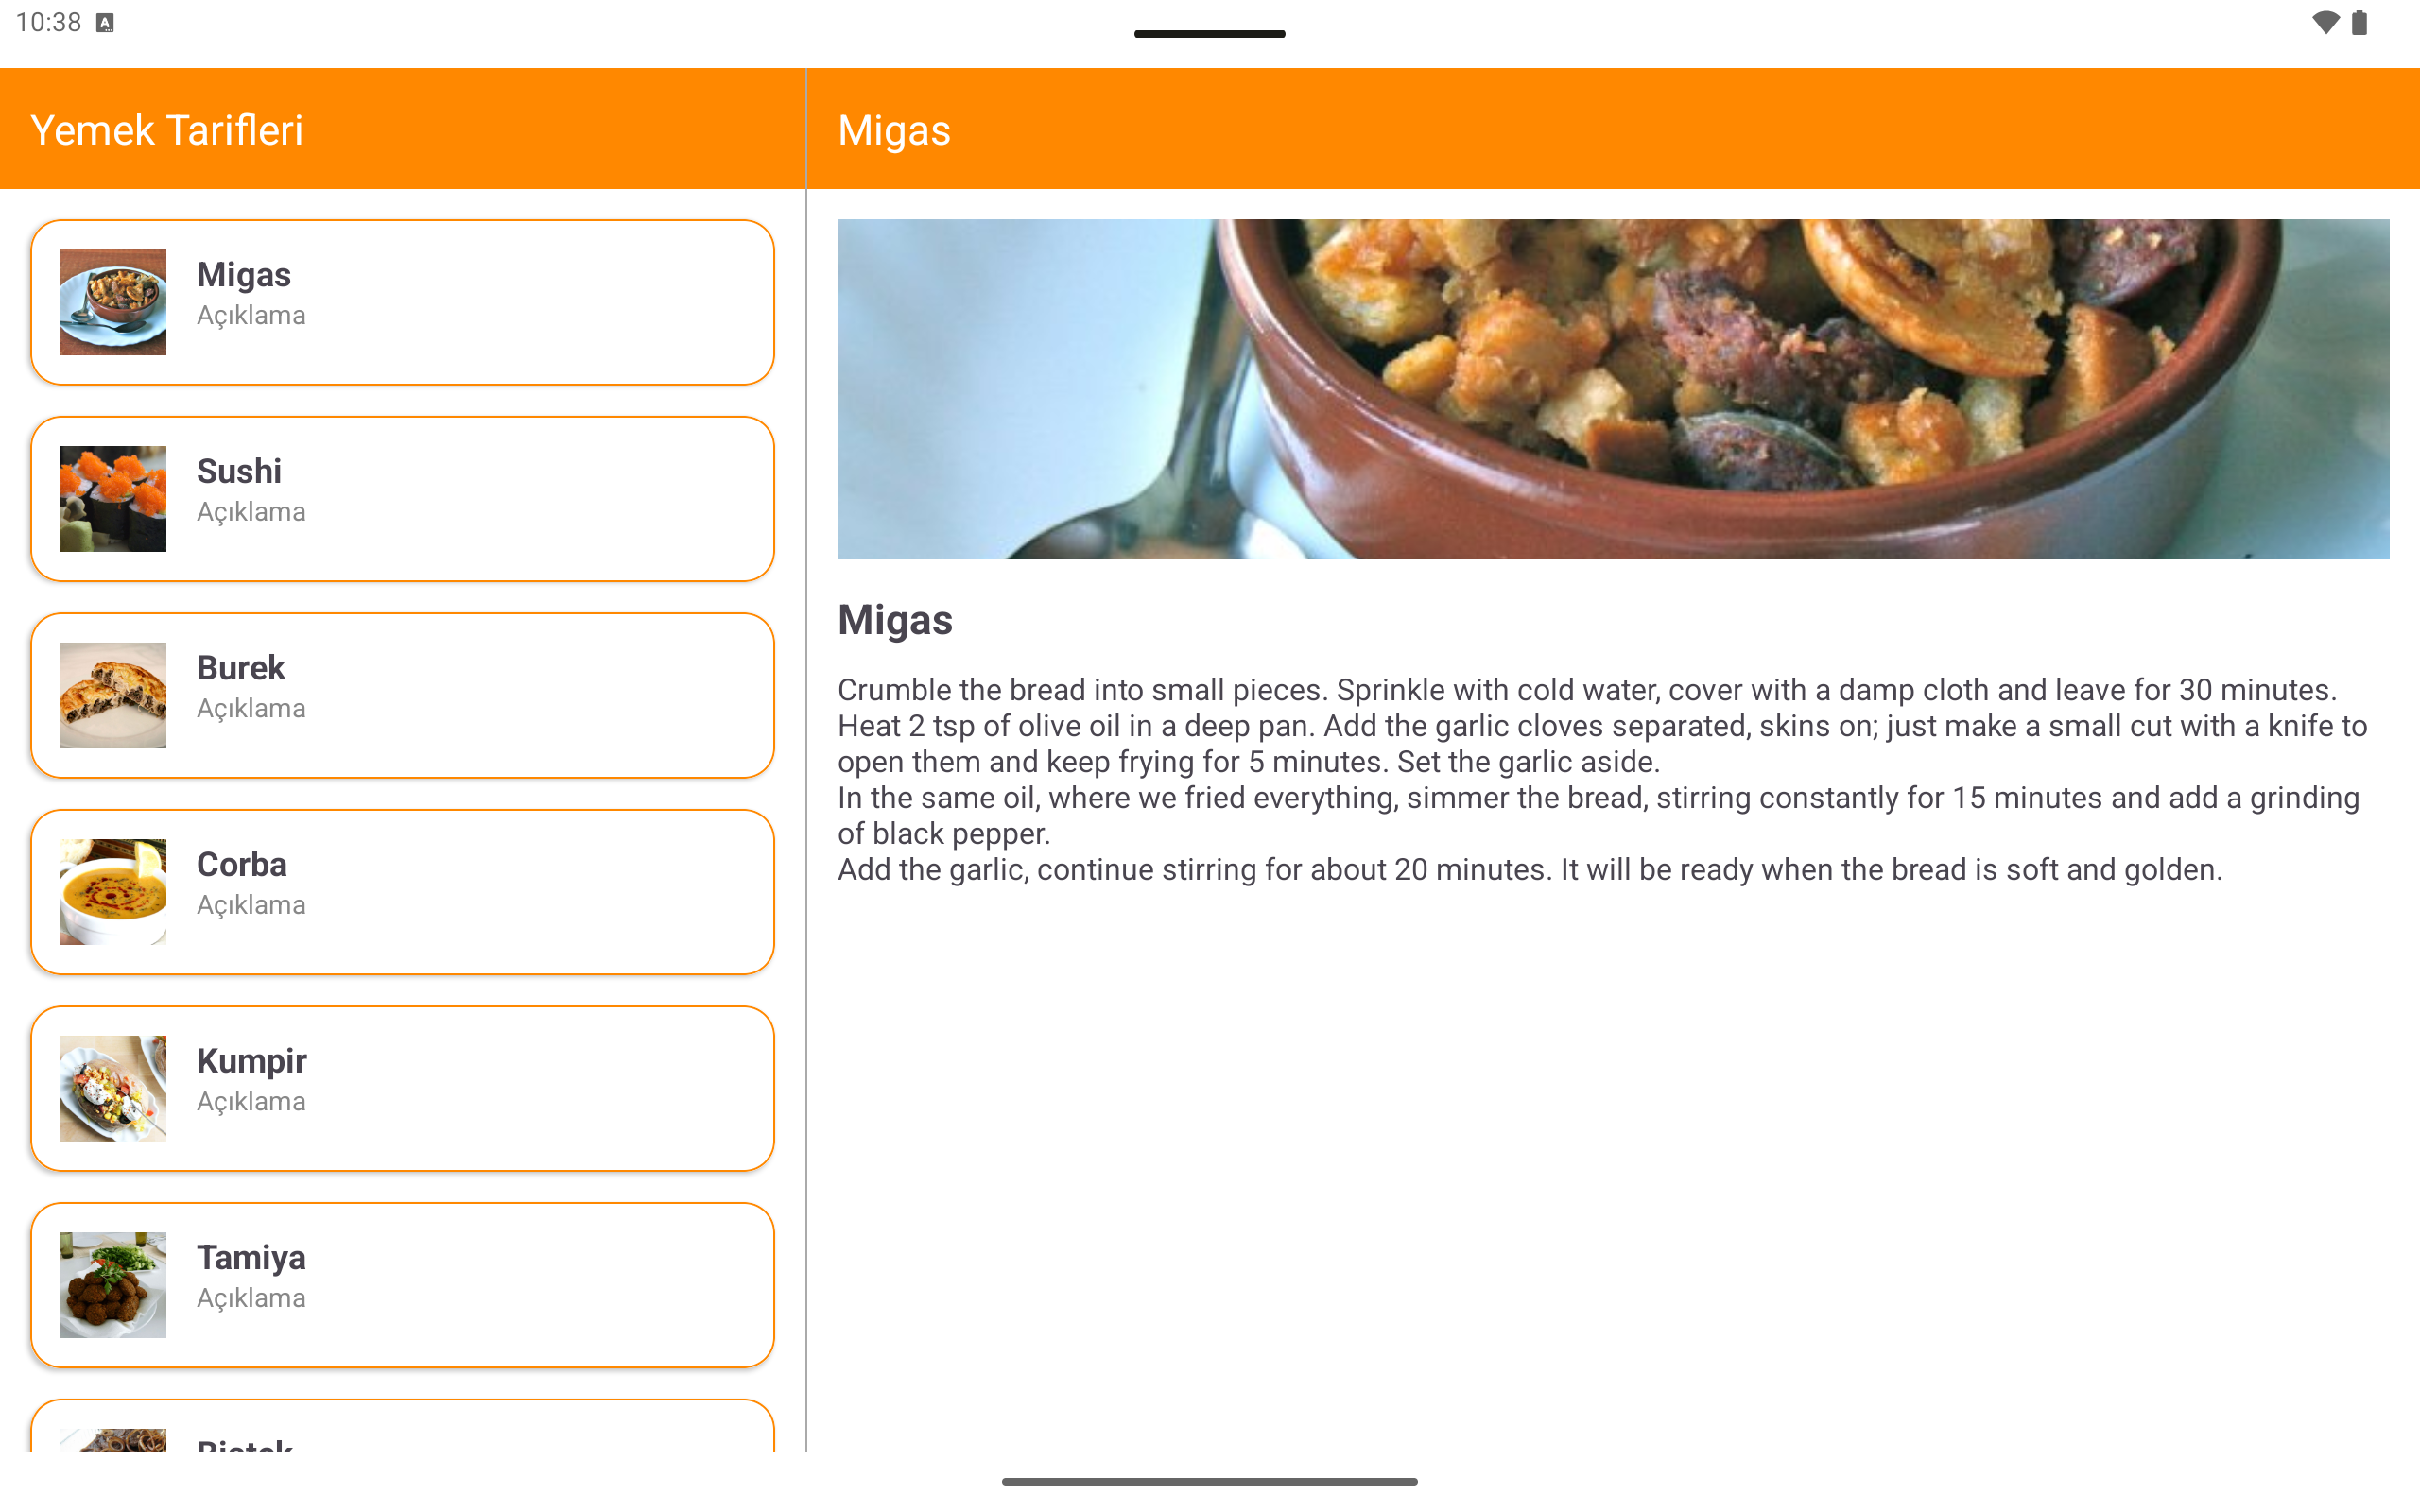 10:38
Yemek Tarifleri
Migas
Açıklama
Sushi
Açıklama
Burek
Açıklama
Corba
Açıklama
Kumpir
Açıklama
Tamiya
Açıklama
Migas
Migas
Crumble the bread into small pieces. Sprinkle with cold water, cover with a damp cloth and leave for 30 minutes.
Heat 2 tsp of olive oil in a deep pan. Add the garlic cloves separated, skins on; just make a small cut with a knife to
open them and keep frying for 5 minutes. Set the garlic aside.
In the same oil, where we fried everything, simmer the bread, stirring constantly for 15 minutes and add a grinding
of black pepper.
Add the garlic, continue stirring for about 20 minutes. It will be ready when the bread is soft and golden.